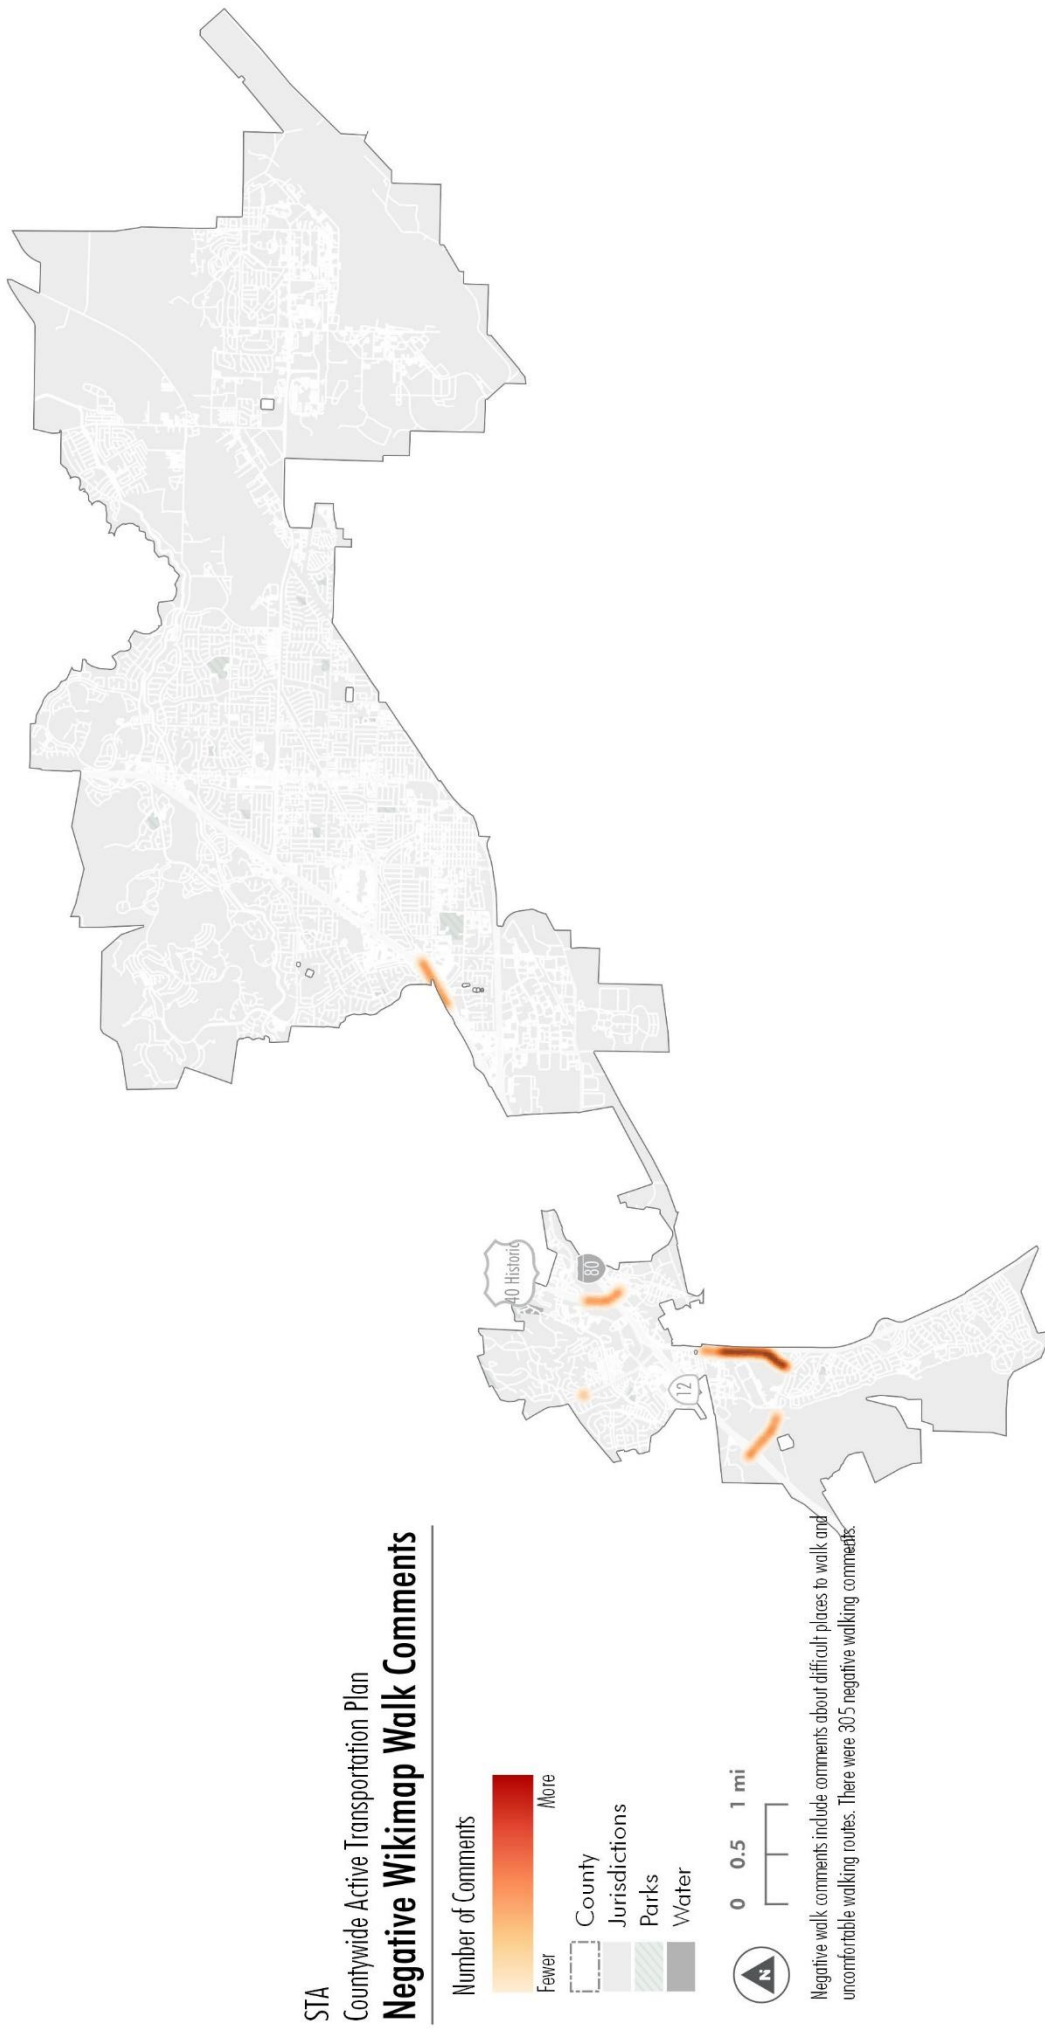 STA
Countywide Active Transportation Plan
Negative Wikimap Walk Comments
Number of Comments
Fewer
More
County
Jurisdictions
Parks
Water
N
0 0.5 1 mi
Negative walk comments include comments about difficult places to walk and
uncomfortable walking routes. There were 305 negative walking comments.
40 Historic
80
12